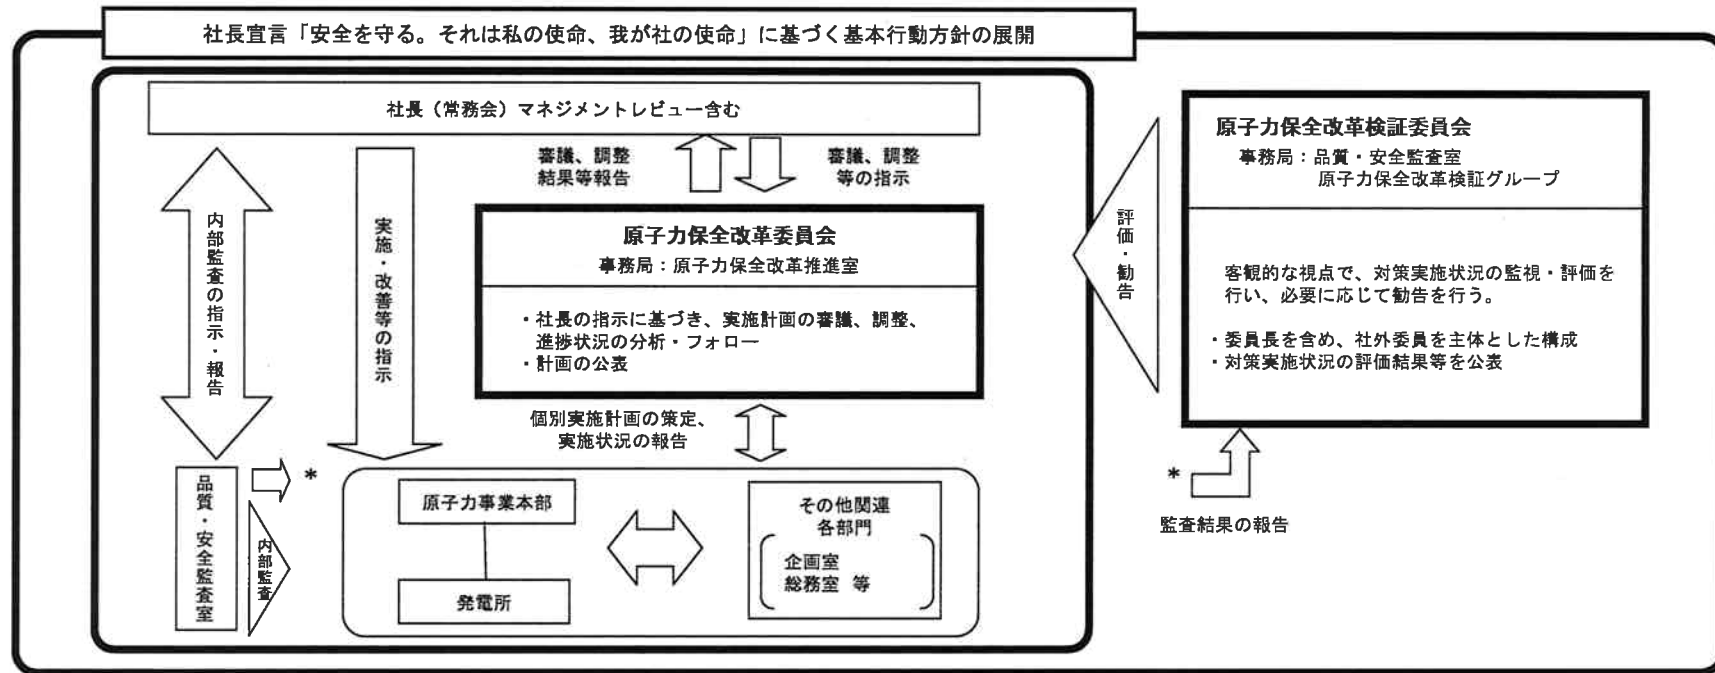 社長宣言「安全を守る。それは私の使命、我が社の使命」に基づく基本行動方針の展開
社長（常務会）マネジメントレビュー含む
審議、調整
結果等報告
審議、調整
等の指示
内部監査の指示・報告
実施・改善等の指示
原子力保全改革委員会
事務局：原子力保全改革推進室
・社長の指示に基づき、実施計画の審議、調整、
進捗状況の分析・フォロー
・計画の公表
個別実施計画の策定、
実施状況の報告
品質・安全監査室
*
内部監査
原子力事業本部
発電所
その他関連
各部門
企画室
総務室 等
評価・勧告
原子力保全改革検証委員会
事務局：品質・安全監査室
原子力保全改革検証グループ
客観的な視点で、対策実施状況の監視・評価を
行い、必要に応じて勧告を行う。
・委員長を含め、社外委員を主体とした構成
・対策実施状況の評価結果等を公表
*
監査結果の報告